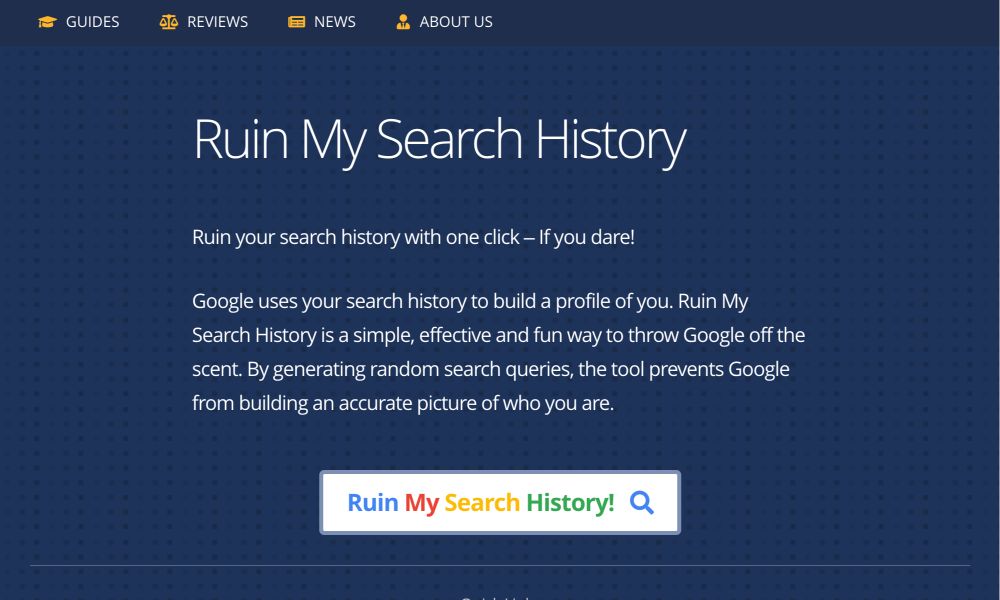 GUIDES REVIEWS NEWS ABOUT US
Ruin My Search History
Ruin your search history with one click – If you dare!
Google uses your search history to build a profile of you. Ruin My
Search History is a simple, effective and fun way to throw Google off the
scent. By generating random search queries, the tool prevents Google
from building an accurate picture of who you are.
Ruin My Search History!